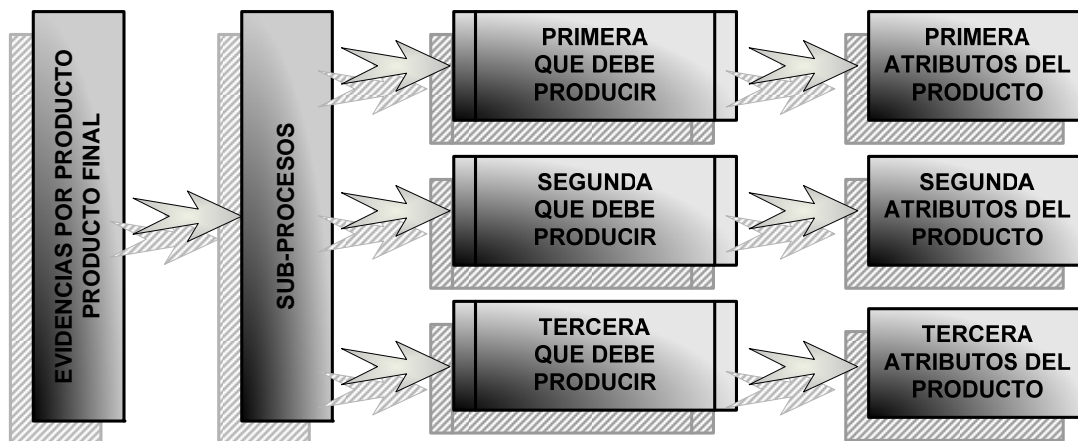 EVIDENCIAS POR PRODUCTO
PRODUCTO FINAL
SUB-PROCESOS
PRIMERA
QUE DEBE
PRODUCIR
PRIMERA
ATRIBUTOS DEL
PRODUCTO
SEGUNDA
QUE DEBE
PRODUCIR
SEGUNDA
ATRIBUTOS DEL
PRODUCTO
TERCERA
QUE DEBE
PRODUCIR
TERCERA
ATRIBUTOS DEL
PRODUCTO